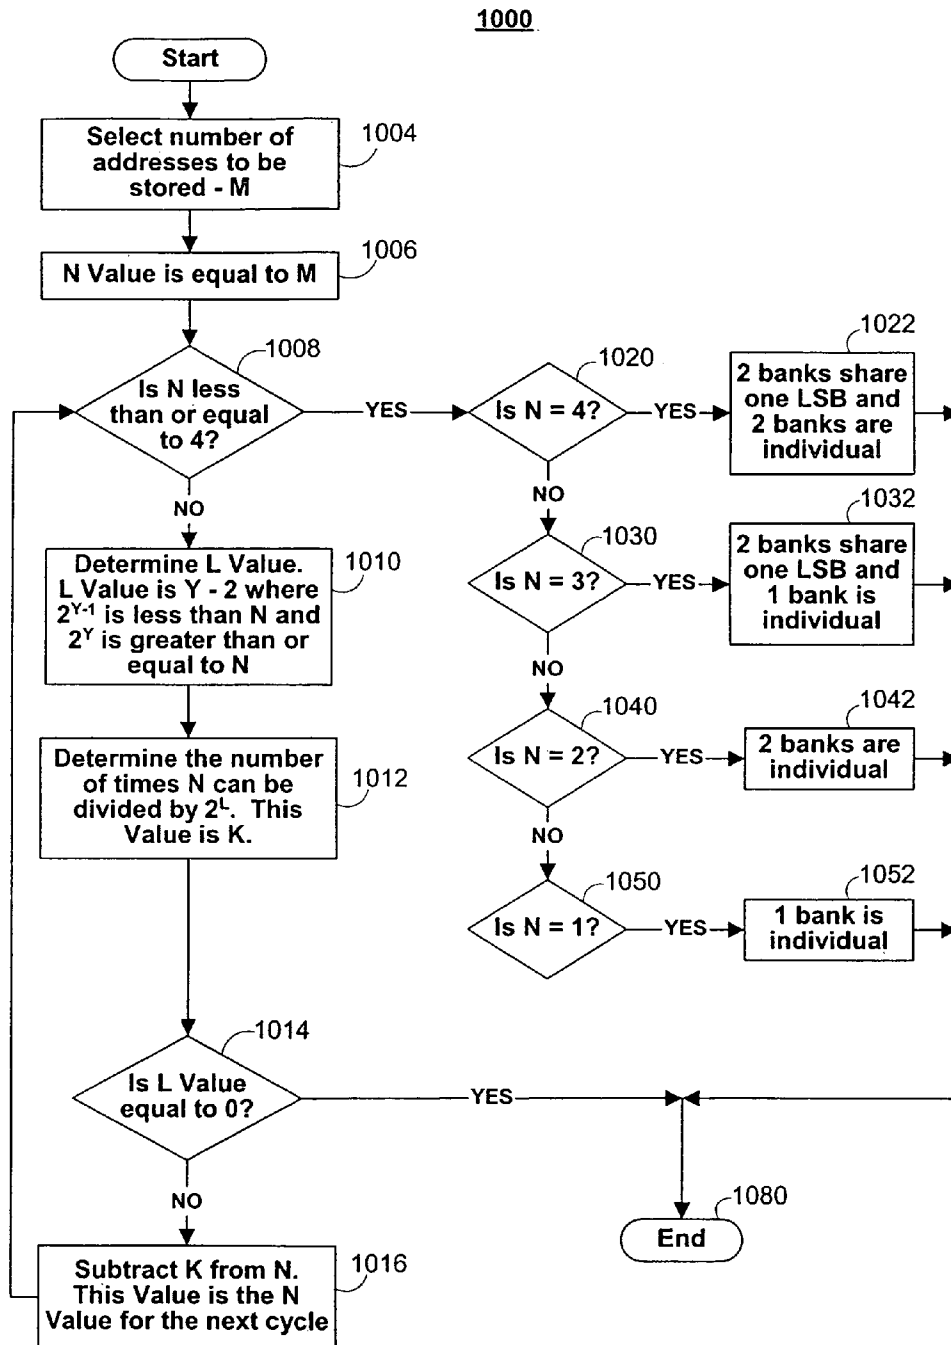 1000
Start
Select number of
addresses to be
stored - M
1004
N Value is equal to M
1006
Is N less
than or equal
to 4?
1008
YES
NO
Is N = 4?
1020
YES
NO
2 banks share
one LSB and
2 banks are
individual
1022
Determine L Value.
L Value is Y - 2 where
2^Y-1 is less than N and
2^Y is greater than or
equal to N
1010
Is N = 3?
1030
YES
NO
2 banks share
one LSB and
1 bank is
individual
1032
Determine the number
of times N can be
divided by 2^L. This
Value is K.
1012
Is N = 2?
1040
YES
NO
2 banks are
individual
1042
Is N = 1?
1050
YES
1 bank is
individual
1052
Is L Value
equal to 0?
1014
YES
NO
End
1080
Subtract K from N.
This Value is the N
Value for the next cycle
1016